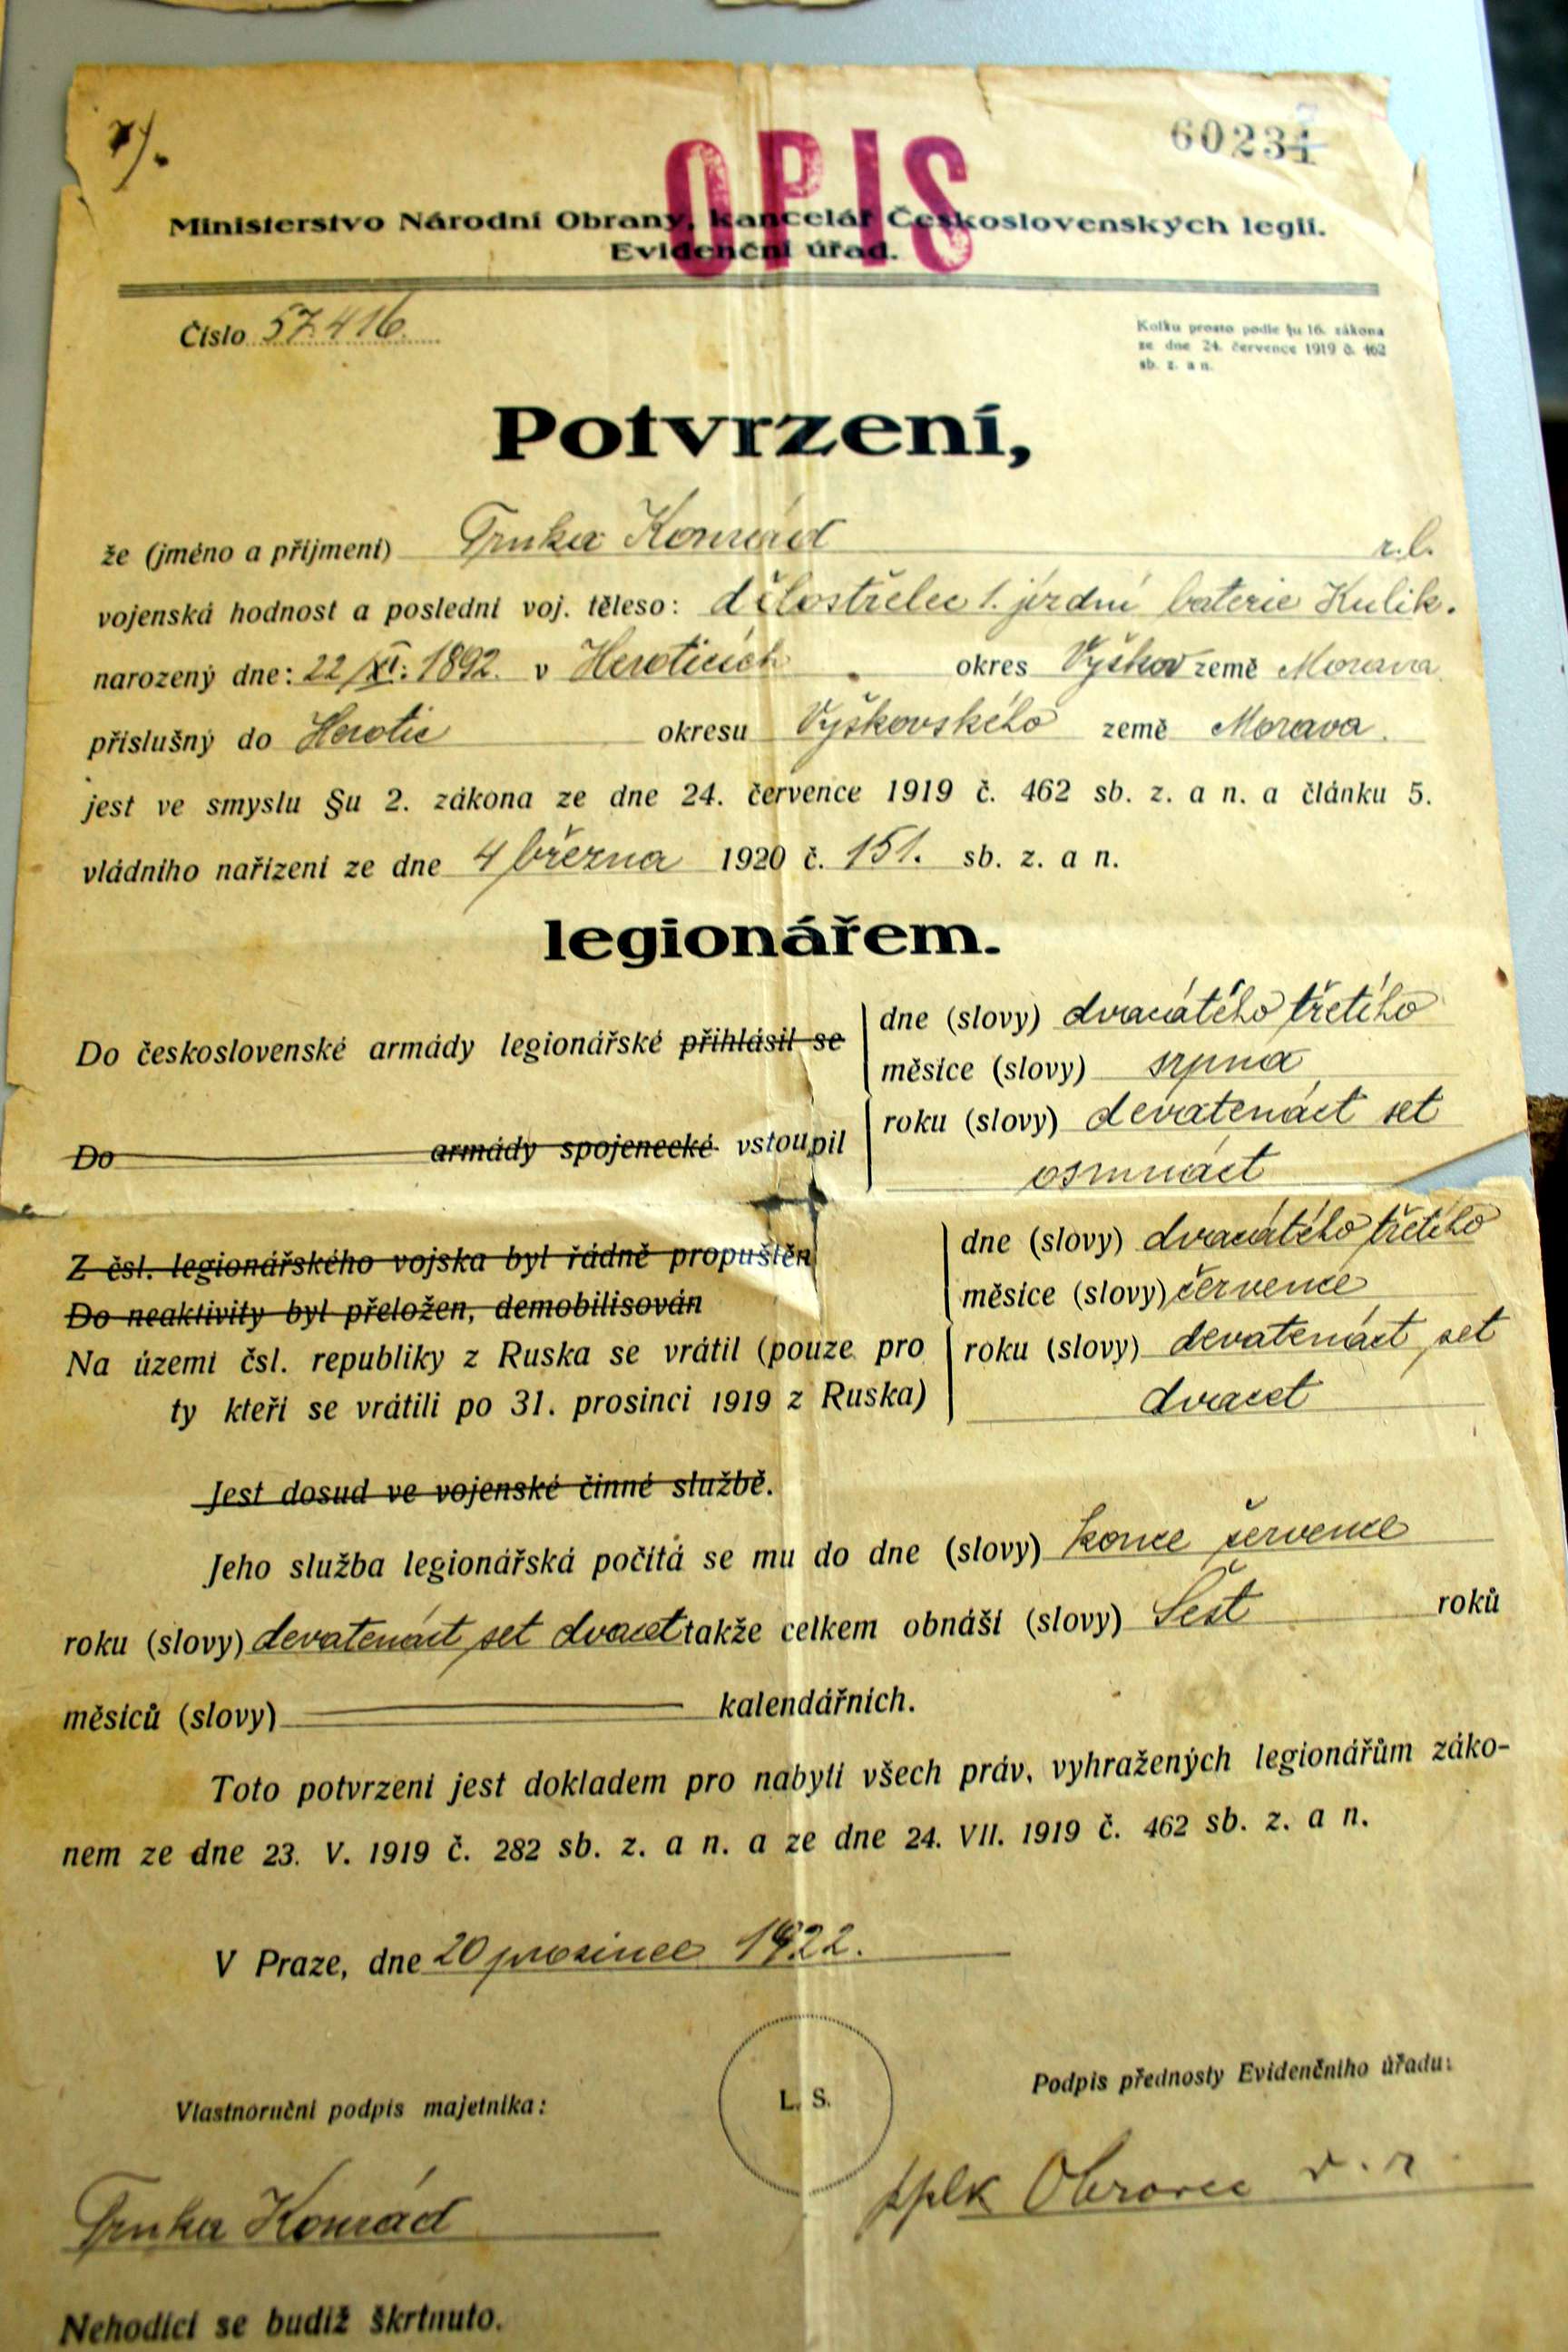 1/.
60234
OPIS
Ministerstvo Národní Obrany, kancelář Československých legií.
Evidenční úřad.
Číslo 57.416.
Kolku prosto podle §u 16. zákona
ze dne 24. července 1919 č. 462
sb. z. a n.
Potvrzení,
že (jméno a příjmení) Trnka Konrád r.l.
vojenská hodnost a poslední voj. těleso: dělostřelec 1. jízdní baterie Kulik.
narozený dne: 22/XI. 1892. v Heroticích okres Vyškov země Morava
příslušný do Herotic okresu Vyškovského země Morava.
jest ve smyslu §u 2. zákona ze dne 24. července 1919 č. 462 sb. z. a n. a článku 5.
vládního nařízení ze dne 4 března 1920 č. 151. sb. z. a n.
legionářem.
Do československé armády legionářské přihlásil se
dne (slovy) dvacátého třetího
měsíce (slovy) srpna
Do armády spojenecké vstoupil
roku (slovy) devatenáct set
osmnáct
Z čsl. legionářského vojska byl řádně propuštěn
dne (slovy) dvacátého třetího
Do neaktivity byl přeložen, demobilisován
měsíce (slovy) července
Na území čsl. republiky z Ruska se vrátil (pouze pro
roku (slovy) devatenáct set
ty kteří se vrátili po 31. prosinci 1919 z Ruska)
dvacet
Jest dosud ve vojenské činné službě.
Jeho služba legionářská počítá se mu do dne (slovy) konce července
roku (slovy) devatenáct set dvacet takže celkem obnáší (slovy) Šest roků
měsíců (slovy) kalendářních.
Toto potvrzení jest dokladem pro nabytí všech práv, vyhražených legionářům záko-
nem ze dne 23. V. 1919 č. 282 sb. z. a n. a ze dne 24. VII. 1919 č. 462 sb. z. a n.
V Praze, dne 20 prosince 1922.
L. S.
Podpis přednosty Evidenčního úřadu:
Vlastnoruční podpis majetníka:
pplk Obrovec v. r.
Trnka Konrád
Nehodící se budiž škrtnuto.